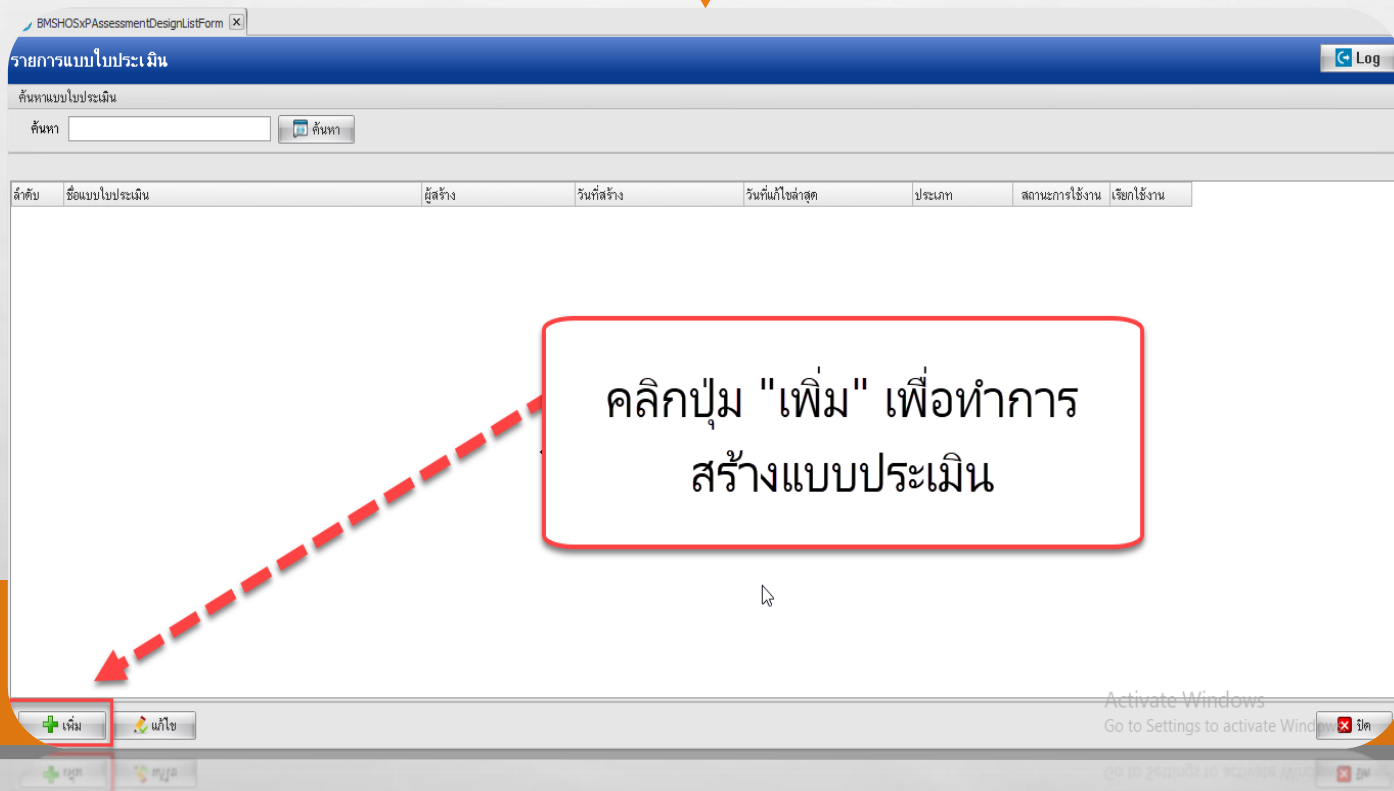 BMSHOSxPAssessmentDesignListForm
รายการแบบใบประเมิน
Log
ค้นหาแบบใบประเมิน
ค้นหา ค้นหา
ลำดับ ชื่อแบบใบประเมิน ผู้สร้าง วันที่สร้าง วันที่แก้ไขล่าสุด ประเภท สถานะการใช้งาน เรียกใช้งาน
คลิกปุ่ม "เพิ่ม" เพื่อทำการ
สร้างแบบประเมิน
Activate Windows
Go to Settings to activate Windows
เพิ่ม แก้ไข ปิด